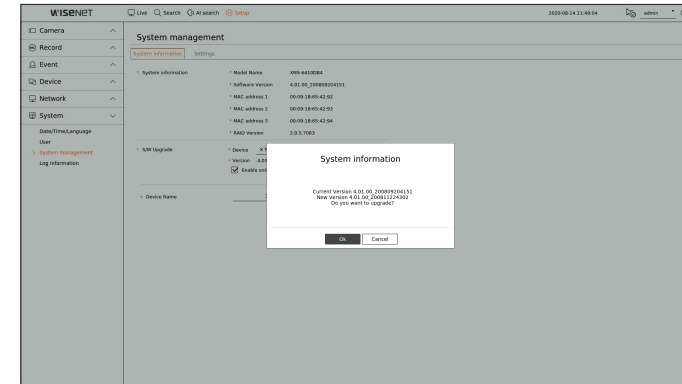 WISENET
Live Search AI search Setup 2020-08-14 21:49:04 admin
Camera
Record
Event
Device
Network
System
Date/Time/Language
User
System management
Log information
System management
System information Settings
System information
Model Name XRN-6410DB4
Software Version 4.01.00_200809204151
MAC address 1 00:09:18:65:42:92
MAC address 2 00:09:18:65:42:93
MAC address 3 00:09:18:65:42:94
RAID Version 2.0.5.7063
S/W Upgrade
Device
Version
Enable
Device Name
System information
Current Version 4.01.00_200809204151
New Version 4.01.00_200811224302
Do you want to upgrade?
Ok Cancel